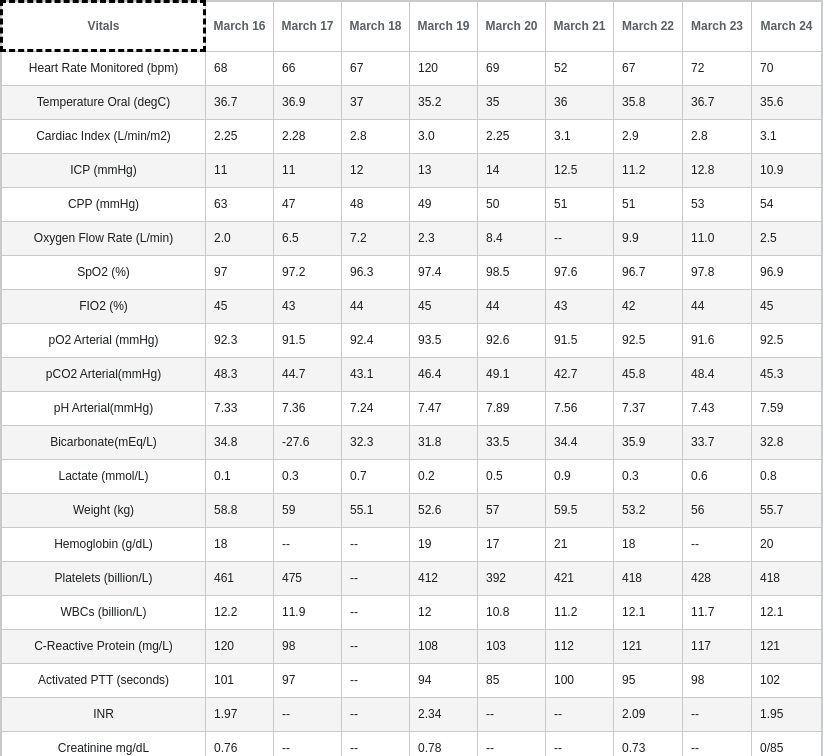 Vitals March 16 March 17 March 18 March 19 March 20 March 21 March 22 March 23 March 24
Heart Rate Monitored (bpm) 68 66 67 120 69 52 67 72 70
Temperature Oral (degC) 36.7 36.9 37 35.2 35 36 35.8 36.7 35.6
Cardiac Index (L/min/m2) 2.25 2.28 2.8 3.0 2.25 3.1 2.9 2.8 3.1
ICP (mmHg) 11 11 12 13 14 12.5 11.2 12.8 10.9
CPP (mmHg) 63 47 48 49 50 51 51 53 54
Oxygen Flow Rate (L/min) 2.0 6.5 7.2 2.3 8.4 -- 9.9 11.0 2.5
SpO2 (%) 97 97.2 96.3 97.4 98.5 97.6 96.7 97.8 96.9
FIO2 (%) 45 43 44 45 44 43 42 44 45
pO2 Arterial (mmHg) 92.3 91.5 92.4 93.5 92.6 91.5 92.5 91.6 92.5
pCO2 Arterial(mmHg) 48.3 44.7 43.1 46.4 49.1 42.7 45.8 48.4 45.3
pH Arterial(mmHg) 7.33 7.36 7.24 7.47 7.89 7.56 7.37 7.43 7.59
Bicarbonate(mEq/L) 34.8 -27.6 32.3 31.8 33.5 34.4 35.9 33.7 32.8
Lactate (mmol/L) 0.1 0.3 0.7 0.2 0.5 0.9 0.3 0.6 0.8
Weight (kg) 58.8 59 55.1 52.6 57 59.5 53.2 56 55.7
Hemoglobin (g/dL) 18 -- -- 19 17 21 18 -- 20
Platelets (billion/L) 461 475 -- 412 392 421 418 428 418
WBCs (billion/L) 12.2 11.9 -- 12 10.8 11.2 12.1 11.7 12.1
C-Reactive Protein (mg/L) 120 98 -- 108 103 112 121 117 121
Activated PTT (seconds) 101 97 -- 94 85 100 95 98 102
INR 1.97 -- -- 2.34 -- -- 2.09 -- 1.95
Creatinine mg/dL 0.76 -- -- 0.78 -- -- 0.73 -- 0/85